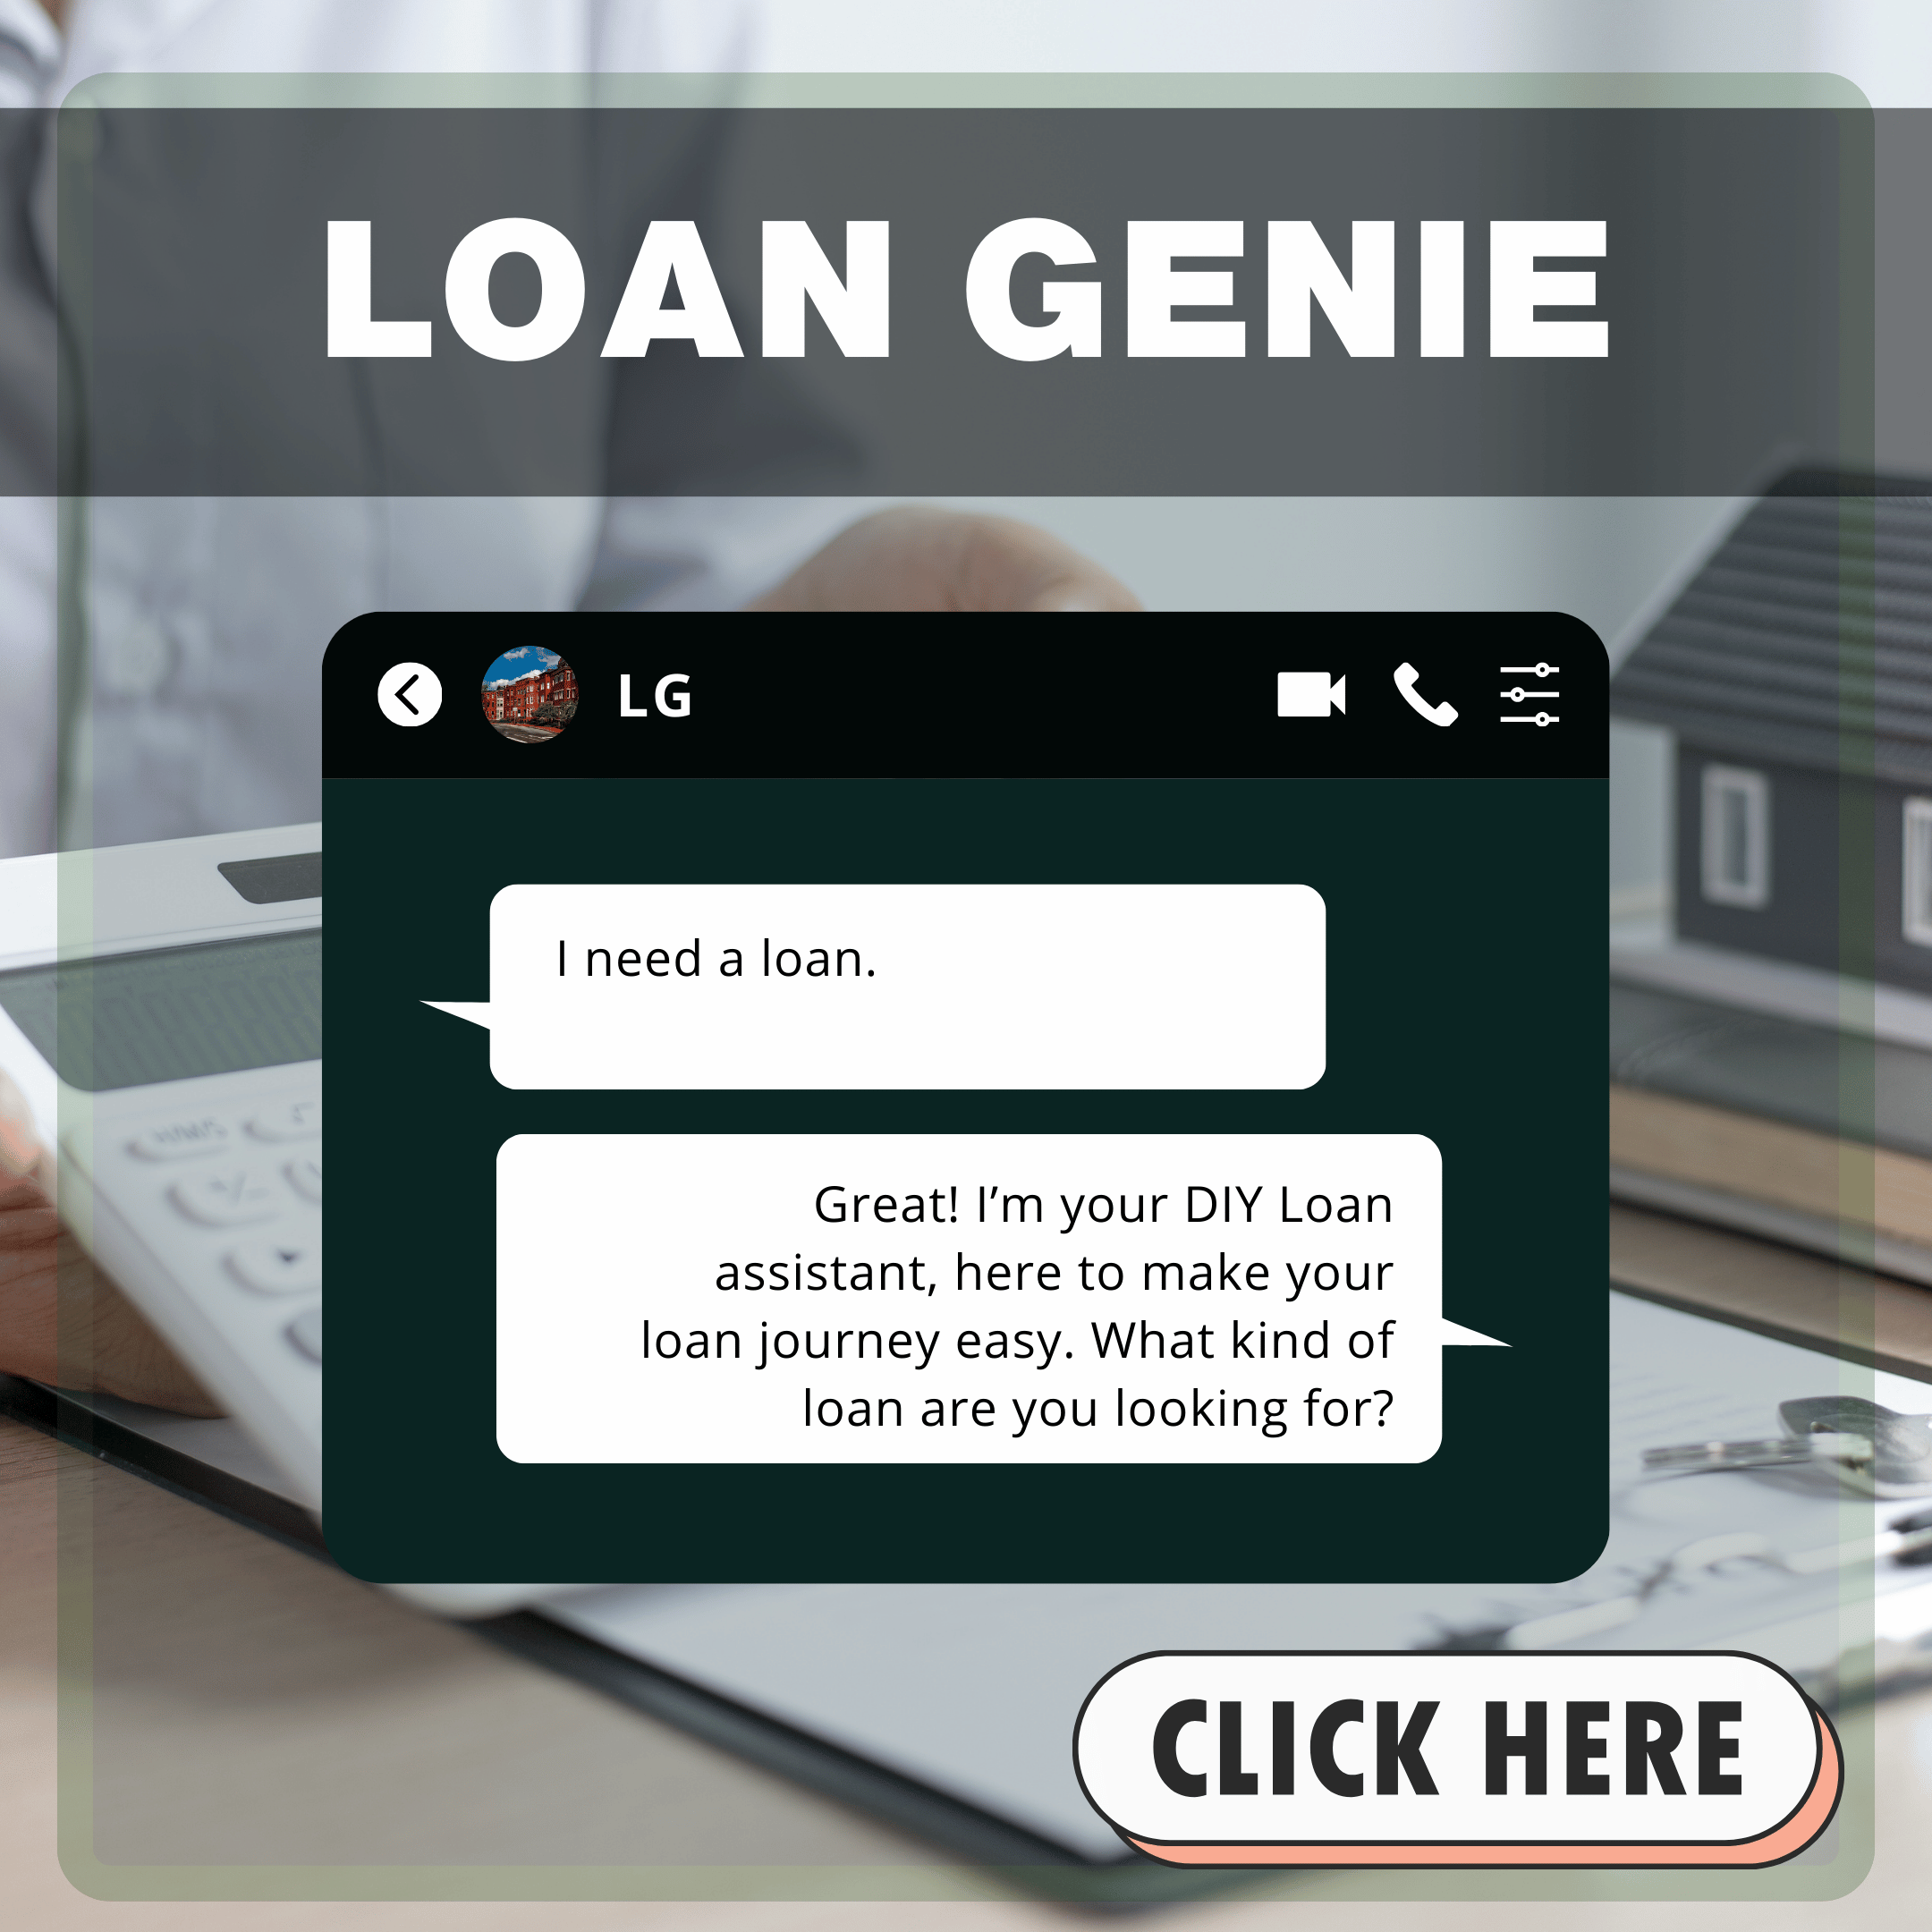 LOAN GENIE
LG
I need a loan.
Great! I’m your DIY Loan
assistant, here to make your
loan journey easy. What kind of
loan are you looking for?
CLICK HERE